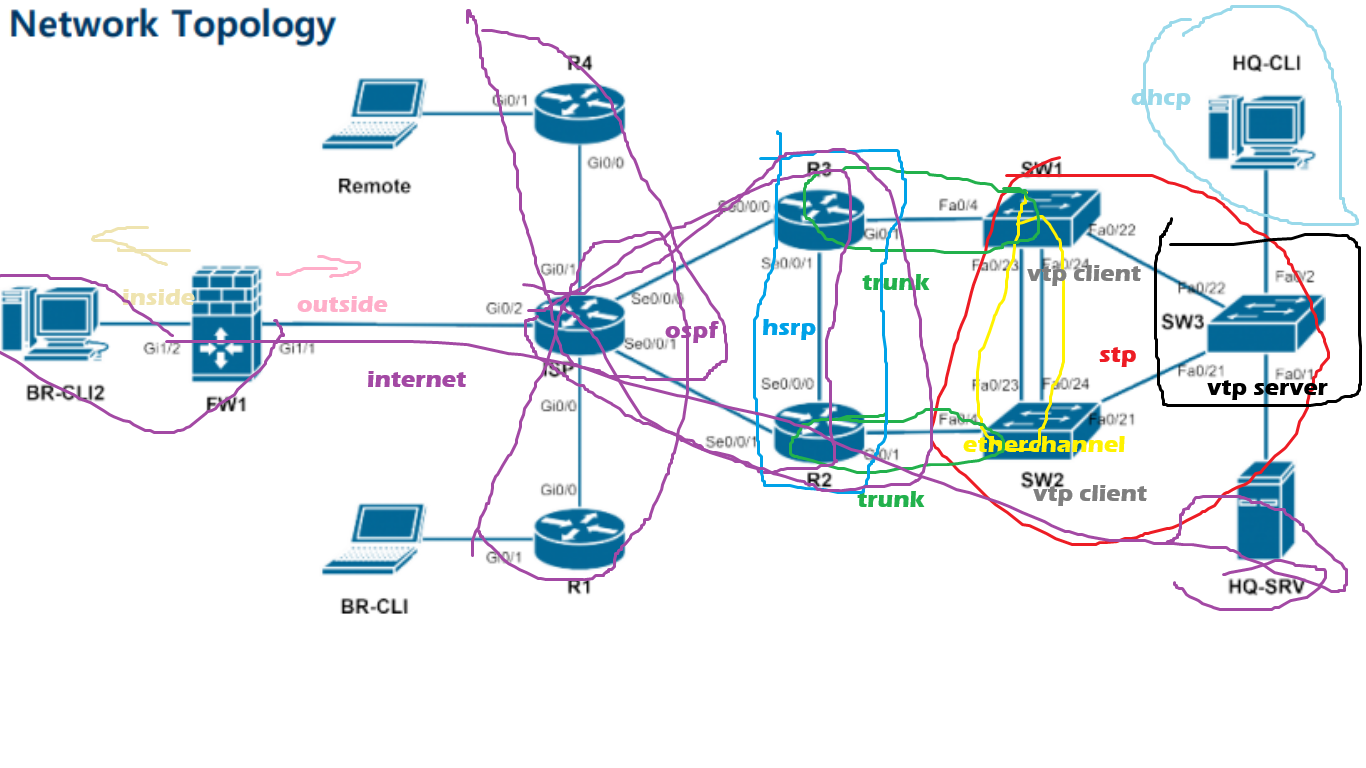 Network Topology
R4
HQ-CLI
Gi0/1
dhcp
Gi0/0
Remote
R3
SW1
Se0/0/0
Fa0/4
Gi0/1
Fa0/22
inside
outside
Gi0/1
Se0/0/1
Fa0/23
Fa0/24
vtp client
Fa0/2
trunk
Fa0/22
Gi0/2
Se0/0/0
SW3
hsrp
ospf
Gi1/2
Gi1/1
Se0/0/1
stp
ISP
Fa0/21
Fa0/1
internet
Se0/0/0
Fa0/23
Fa0/24
vtp server
BR-CLI2
FW1
Gi0/0
Fa0/4
Fa0/21
Se0/0/1
Gi0/1
etherchannel
R2
SW2
Gi0/0
trunk
vtp client
Gi0/1
R1
HQ-SRV
BR-CLI